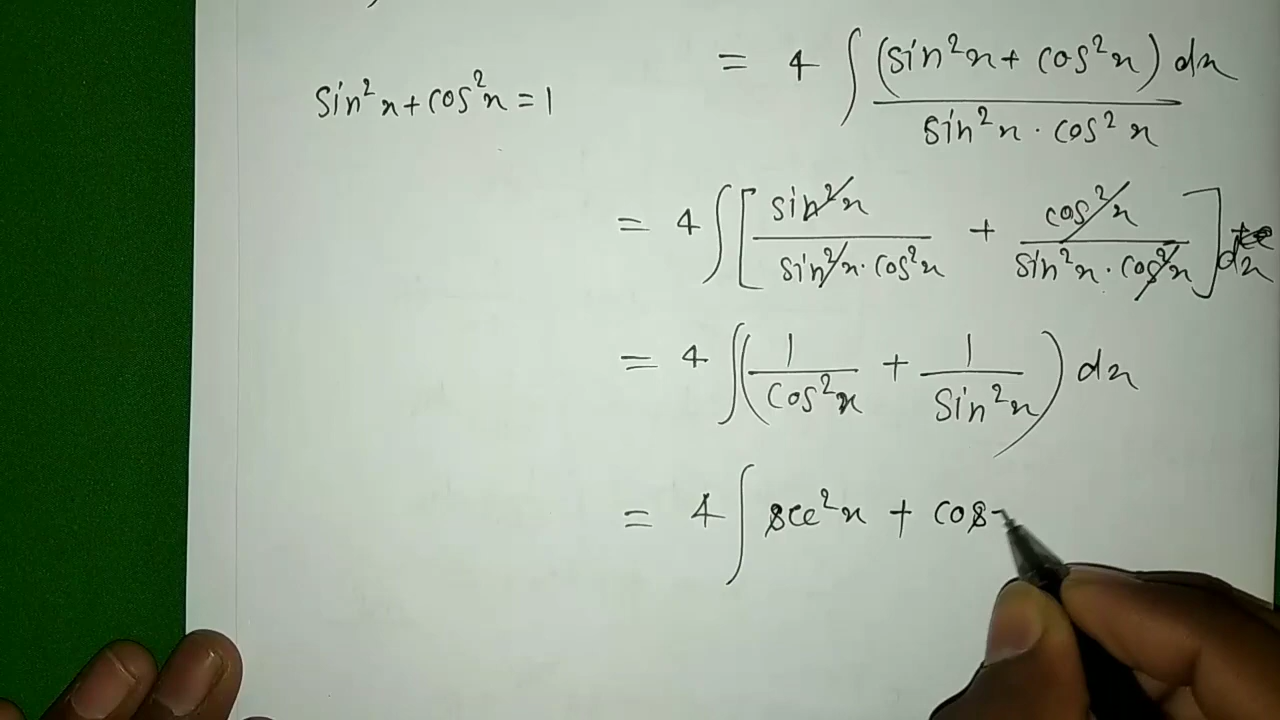 = 4 ∫ (sin²x + cos²x) dx / sin²x · cos²x
sin²x + cos²x = 1
= 4 ∫ [ sin²x / sin²x · cos²x + cos²x / sin²x · cos²x ] dx
= 4 ∫ ( 1 / cos²x + 1 / sin²x ) dx
= 4 ∫ sec²x + cos